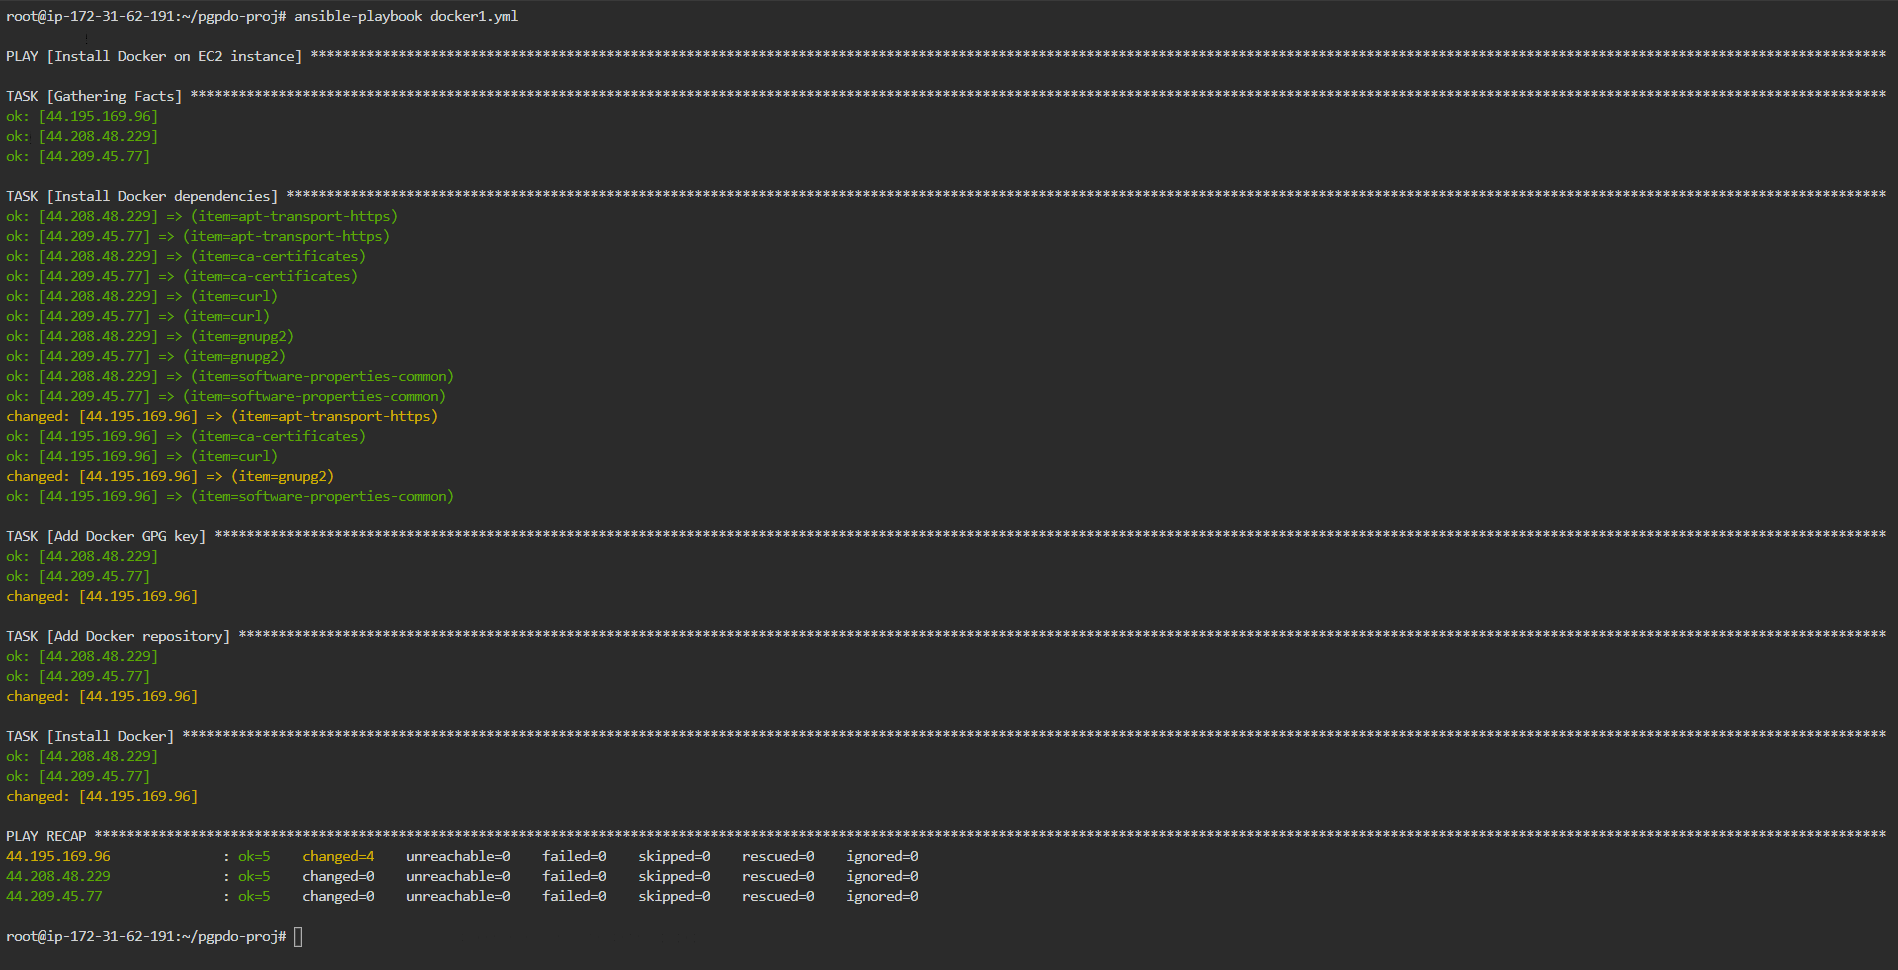 root@ip-172-31-62-191:~/pgpdo-proj# ansible-playbook docker1.yml
PLAY [Install Docker on EC2 instance] *****************************************************************************************************************************************************************************************************
TASK [Gathering Facts] ********************************************************************************************************************************************************************************************************************
ok: [44.195.169.96]
ok: [44.208.48.229]
ok: [44.209.45.77]
TASK [Install Docker dependencies] ********************************************************************************************************************************************************************************************************
ok: [44.208.48.229] => (item=apt-transport-https)
ok: [44.209.45.77] => (item=apt-transport-https)
ok: [44.208.48.229] => (item=ca-certificates)
ok: [44.209.45.77] => (item=ca-certificates)
ok: [44.208.48.229] => (item=curl)
ok: [44.209.45.77] => (item=curl)
ok: [44.208.48.229] => (item=gnupg2)
ok: [44.209.45.77] => (item=gnupg2)
ok: [44.208.48.229] => (item=software-properties-common)
ok: [44.209.45.77] => (item=software-properties-common)
changed: [44.195.169.96] => (item=apt-transport-https)
ok: [44.195.169.96] => (item=ca-certificates)
ok: [44.195.169.96] => (item=curl)
changed: [44.195.169.96] => (item=gnupg2)
ok: [44.195.169.96] => (item=software-properties-common)
TASK [Add Docker GPG key] *****************************************************************************************************************************************************************************************************************
ok: [44.208.48.229]
ok: [44.209.45.77]
changed: [44.195.169.96]
TASK [Add Docker repository] **************************************************************************************************************************************************************************************************************
ok: [44.208.48.229]
ok: [44.209.45.77]
changed: [44.195.169.96]
TASK [Install Docker] *********************************************************************************************************************************************************************************************************************
ok: [44.208.48.229]
ok: [44.209.45.77]
changed: [44.195.169.96]
PLAY RECAP ********************************************************************************************************************************************************************************************************************************
44.195.169.96              : ok=5    changed=4    unreachable=0    failed=0    skipped=0    rescued=0    ignored=0
44.208.48.229              : ok=5    changed=0    unreachable=0    failed=0    skipped=0    rescued=0    ignored=0
44.209.45.77               : ok=5    changed=0    unreachable=0    failed=0    skipped=0    rescued=0    ignored=0
root@ip-172-31-62-191:~/pgpdo-proj#